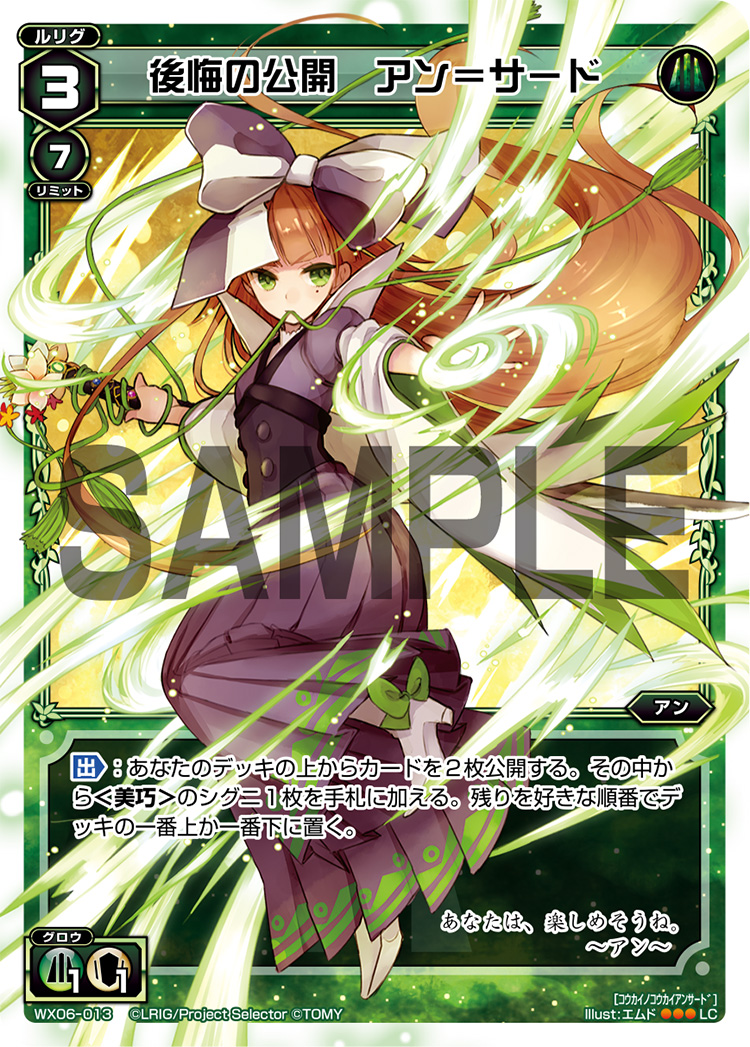 ルリグ
3
後悔の公開 アン=サード
7
リミット
SAMPLE
アン
出:あなたのデッキの上からカードを2枚公開する。その中か
ら<美巧>のシグニ1枚を手札に加える。残りを好きな順番でデ
ッキの一番上か一番下に置く。
あなたは、楽しめそうね。
~アン~
グロウ
1 1
[コウカイノコウカイアンサード]
WX06-013 ©LRIG/Project Selector ©TOMY illust:エムド LC